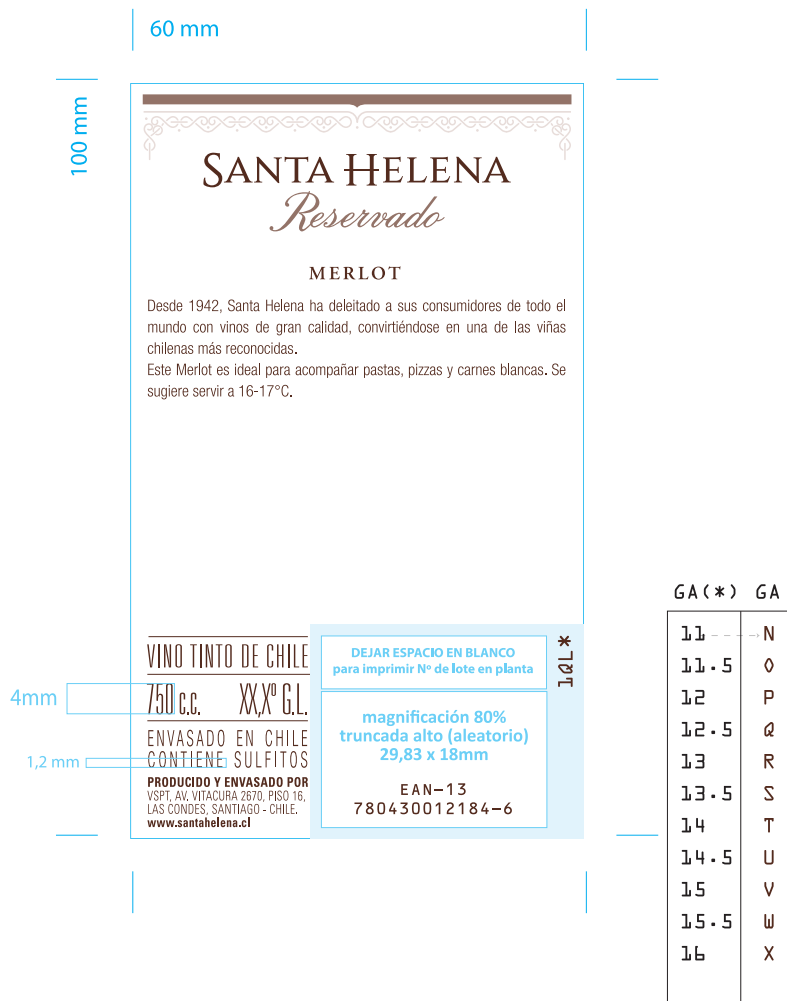 60 mm
100 mm
SANTA HELENA
Reservado
MERLOT
Desde 1942, Santa Helena ha deleitado a sus consumidores de todo el
mundo con vinos de gran calidad, convirtiéndose en una de las viñas
chilenas más reconocidas.
Este Merlot es ideal para acompañar pastas, pizzas y carnes blancas. Se
sugiere servir a 16-17°C.
VINO TINTO DE CHILE
4mm
750 c.c. XX,Xº G.L.
ENVASADO EN CHILE
1,2 mm
CONTIENE SULFITOS
PRODUCIDO Y ENVASADO POR
VSPT, AV. VITACURA 2670, PISO 16,
LAS CONDES, SANTIAGO - CHILE.
www.santahelena.cl
DEJAR ESPACIO EN BLANCO
para imprimir Nº de lote en planta
1QL*
magnificación 80%
truncada alto (aleatorio)
29,83 x 18mm
EAN-13
780430012184-6
GA(*) GA
11 N
11.5 O
12 P
12.5 Q
13 R
13.5 S
14 T
14.5 U
15 V
15.5 W
16 X